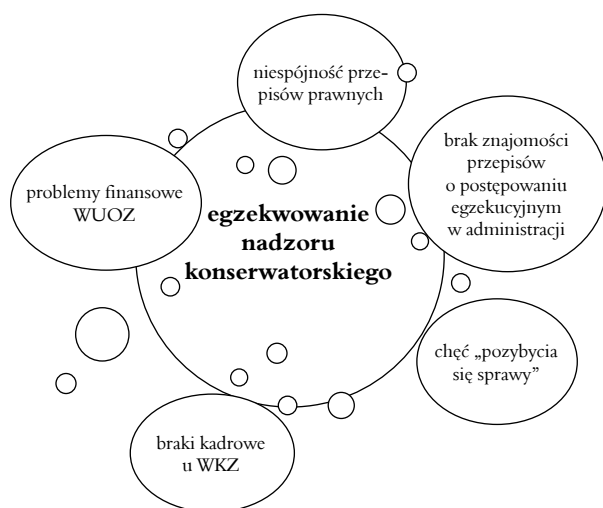 niespójność prze-
pisów prawnych
brak znajomości
przepisów
o postępowaniu
egzekucyjnym
w administracji
problemy finansowe
WUOZ
egzekwowanie
nadzoru
konserwatorskiego
chęć „pozybycia
się sprawy”
braki kadrowe
u WKZ